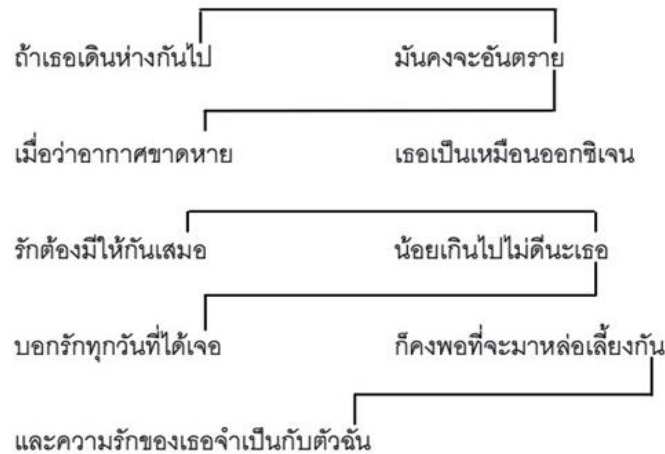 ถ้าเธอเดินห่างกันไป มันคงจะอันตราย
เมื่อว่าอากาศขาดหาย เธอเป็นเหมือนออกซิเจน
รักต้องมีให้กันเสมอ น้อยเกินไปไม่ดีนะเธอ
บอกรักทุกวันที่ได้เจอ ก็คงพอที่จะมาหล่อเลี้ยงกัน
และความรักของเธอจำเป็นกับตัวฉัน